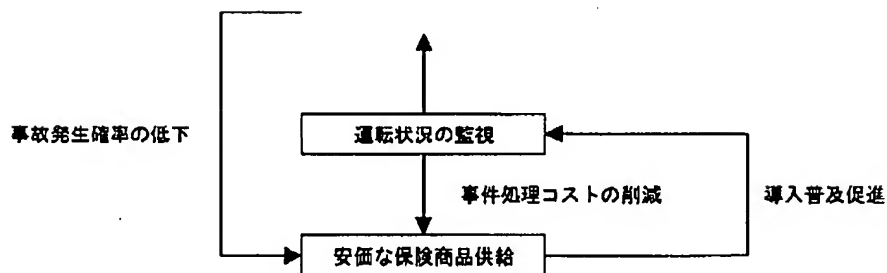 事故発生確率の低下
運転状況の監視
事件処理コストの削減
導入普及促進
安価な保険商品供給